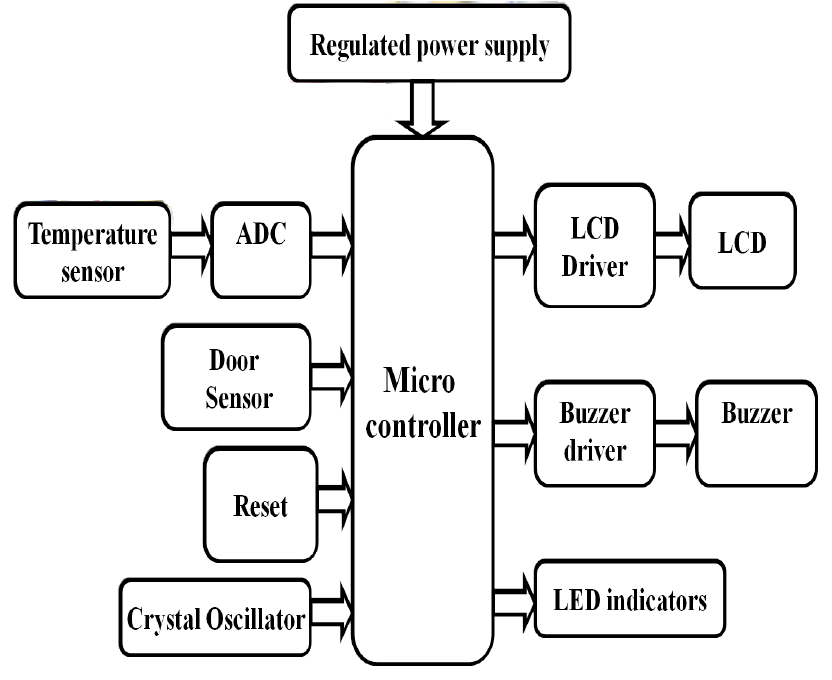 Regulated power supply
Temperature
sensor
ADC
LCD
Driver
LCD
Door
Sensor
Micro
controller
Buzzer
driver
Buzzer
Reset
Crystal Oscillator
LED indicators